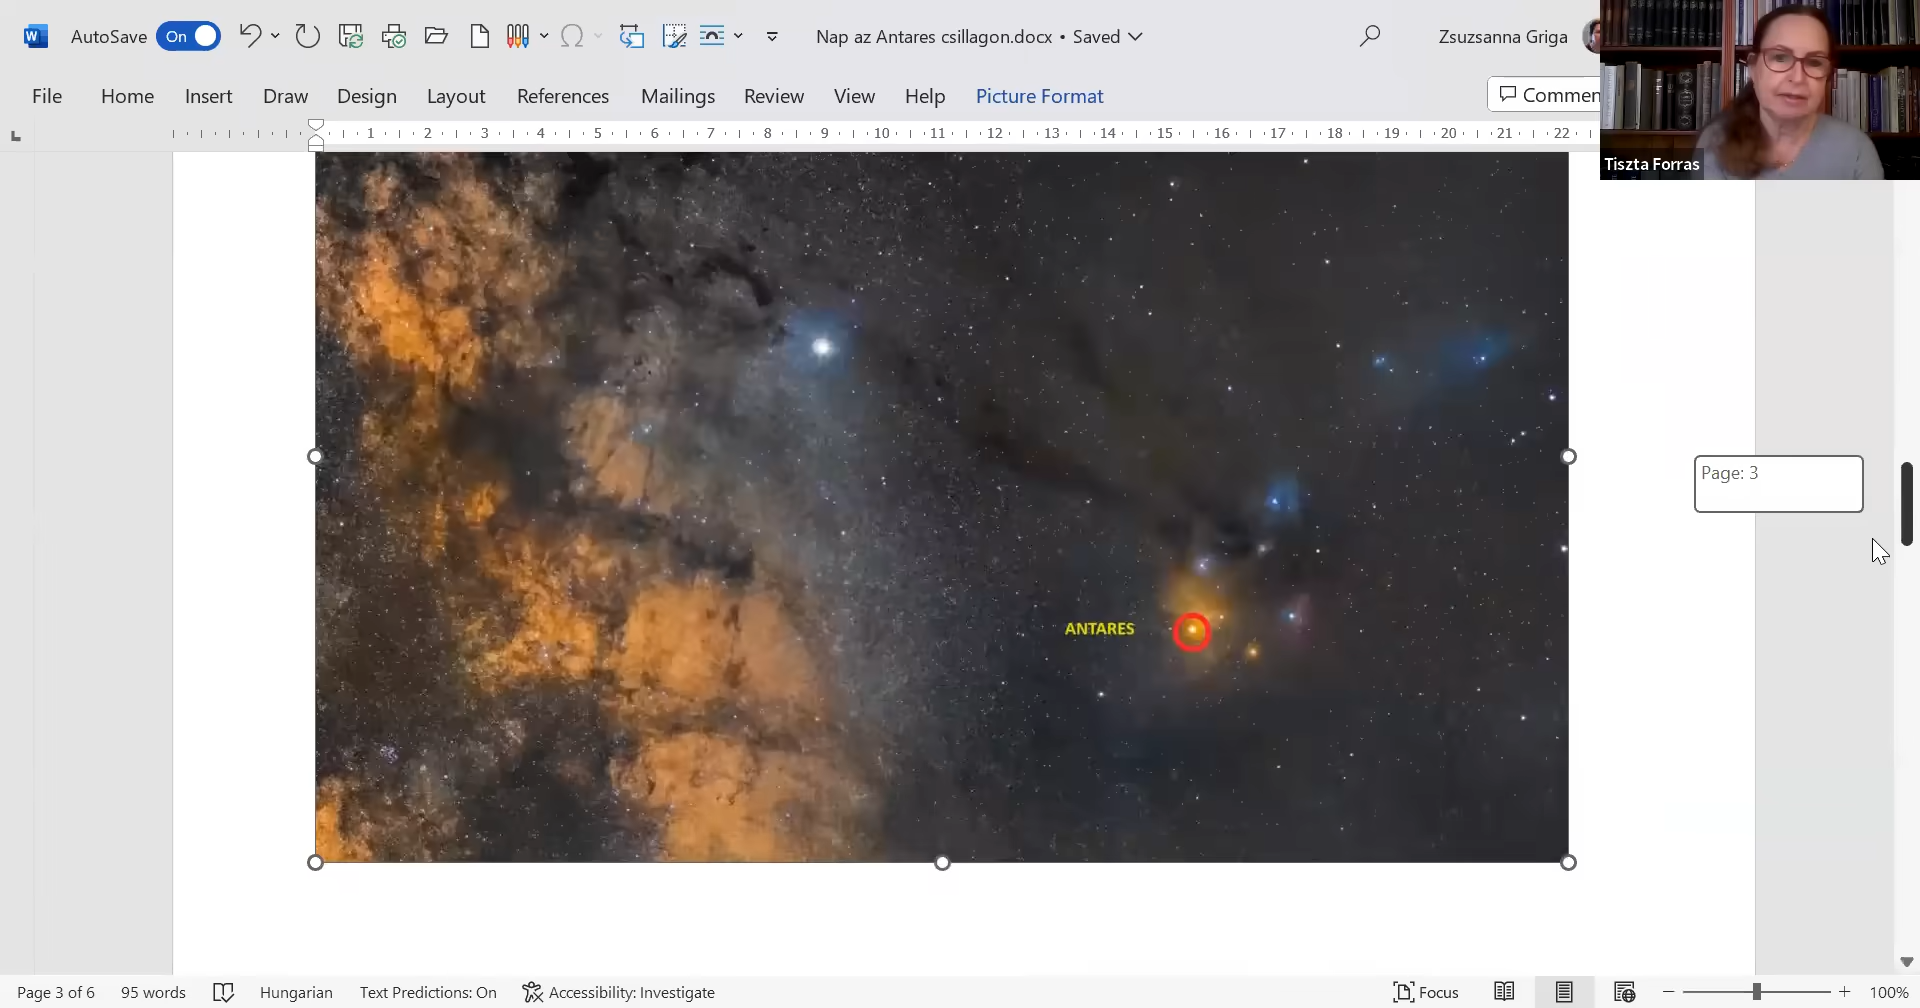 AutoSave On Nap az Antares csillagon.docx • Saved Zsuzsanna Griga
File Home Insert Draw Design Layout References Mailings Review View Help Picture Format Commen
Tiszta Forras
1 2 3 4 5 6 7 8 9 10 11 12 13 14 15 16 17 18 19 20 21 22
Page: 3
ANTARES
Page 3 of 6 95 words Hungarian Text Predictions: On Accessibility: Investigate Focus 100%